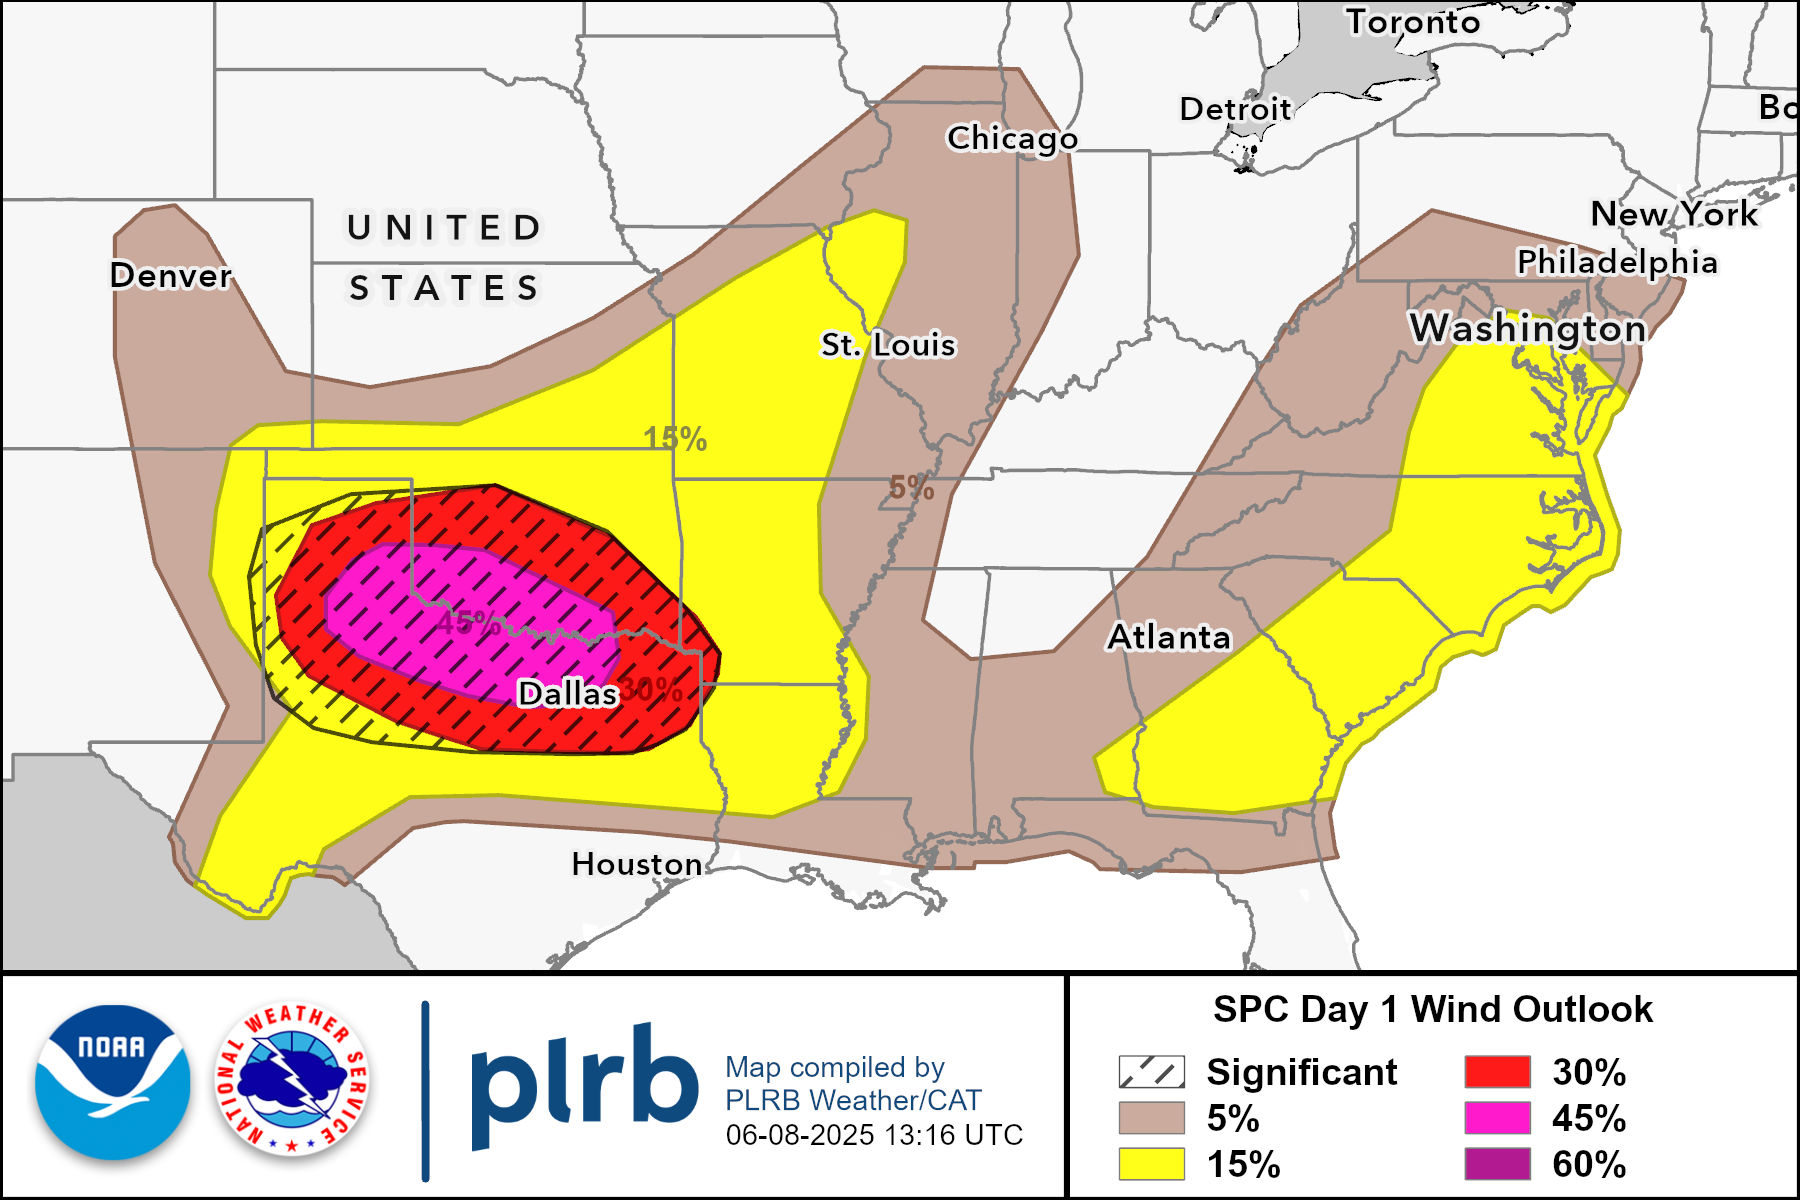 Toronto
Detroit
Bo
Chicago
New York
UNITED
STATES
Denver
Philadelphia
Washington
St. Louis
15%
5%
45%
Atlanta
Dallas
30%
Houston
NOAA
NATIONAL WEATHER SERVICE
plrb
Map compiled by
PLRB Weather/CAT
06-08-2025 13:16 UTC
SPC Day 1 Wind Outlook
Significant
5%
15%
30%
45%
60%